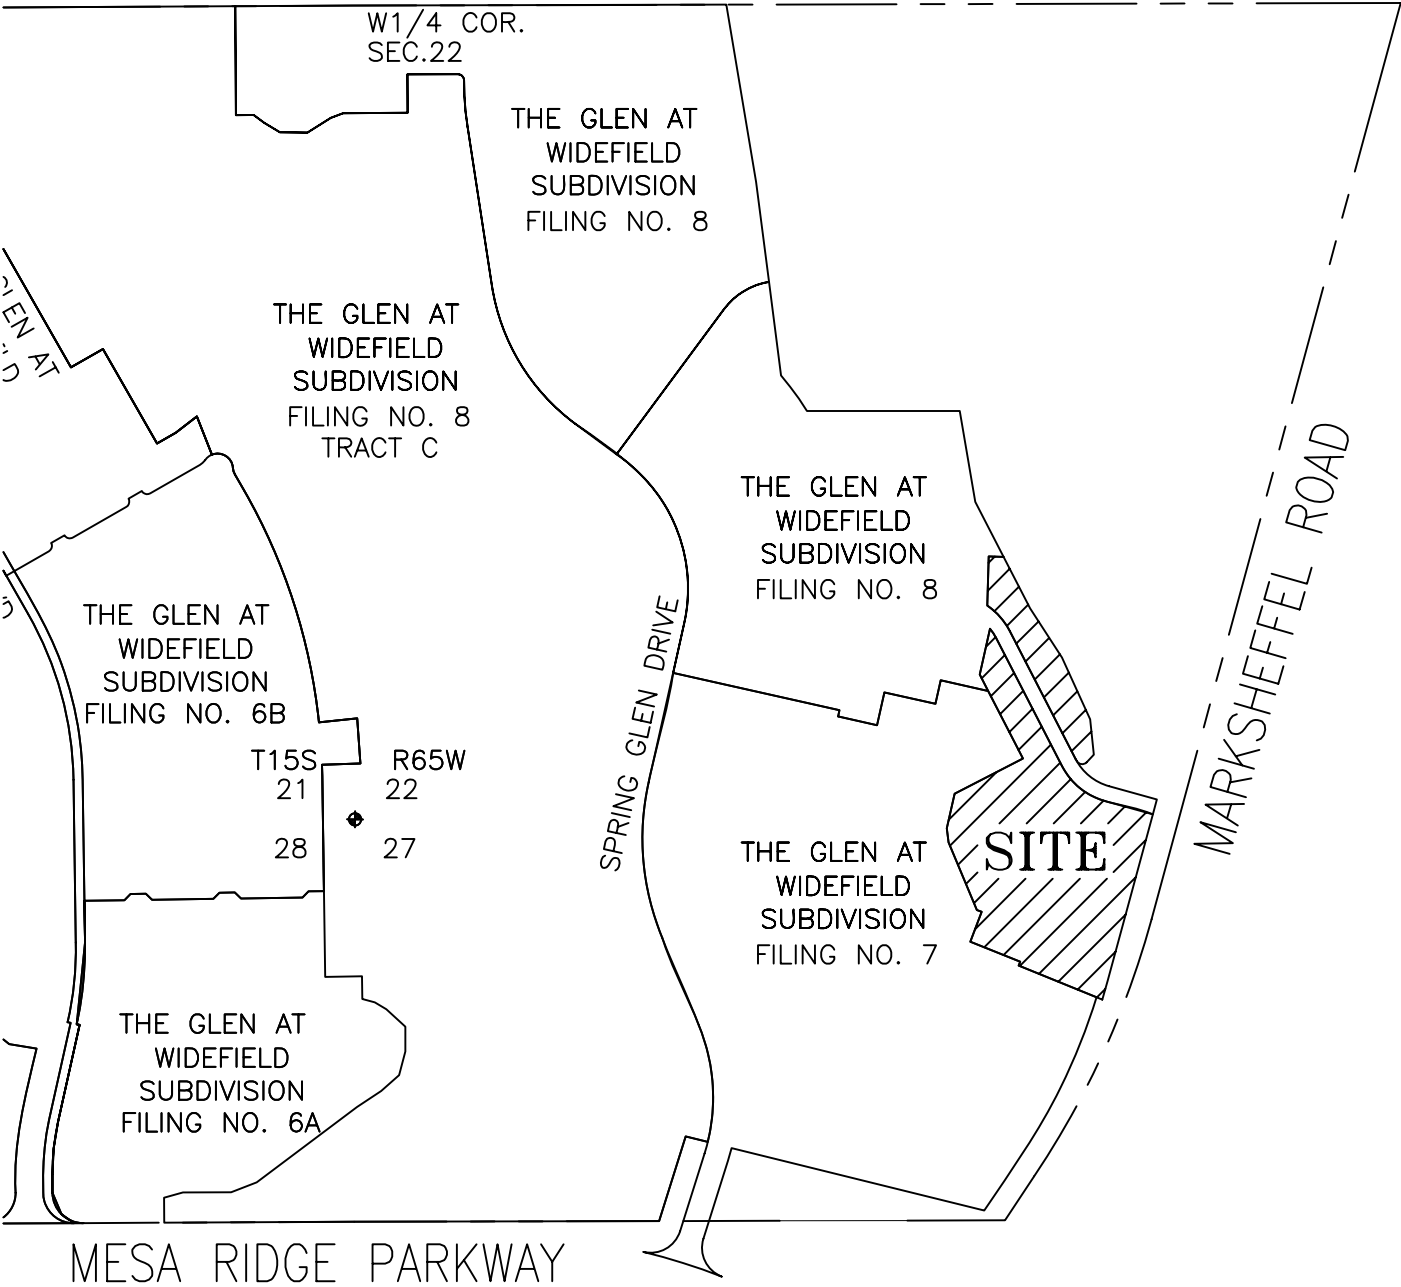 W1/4 COR.
SEC.22
THE GLEN AT
WIDEFIELD
SUBDIVISION
FILING NO. 8
THE GLEN AT
WIDEFIELD
SUBDIVISION
FILING NO. 8
TRACT C
GLEN AT
THE GLEN AT
WIDEFIELD
SUBDIVISION
FILING NO. 8
MARKSHEFFEL ROAD
THE GLEN AT
WIDEFIELD
SUBDIVISION
FILING NO. 6B
SPRING GLEN DRIVE
T15S R65W
21 22
28 27
SITE
THE GLEN AT
WIDEFIELD
SUBDIVISION
FILING NO. 7
THE GLEN AT
WIDEFIELD
SUBDIVISION
FILING NO. 6A
MESA RIDGE PARKWAY